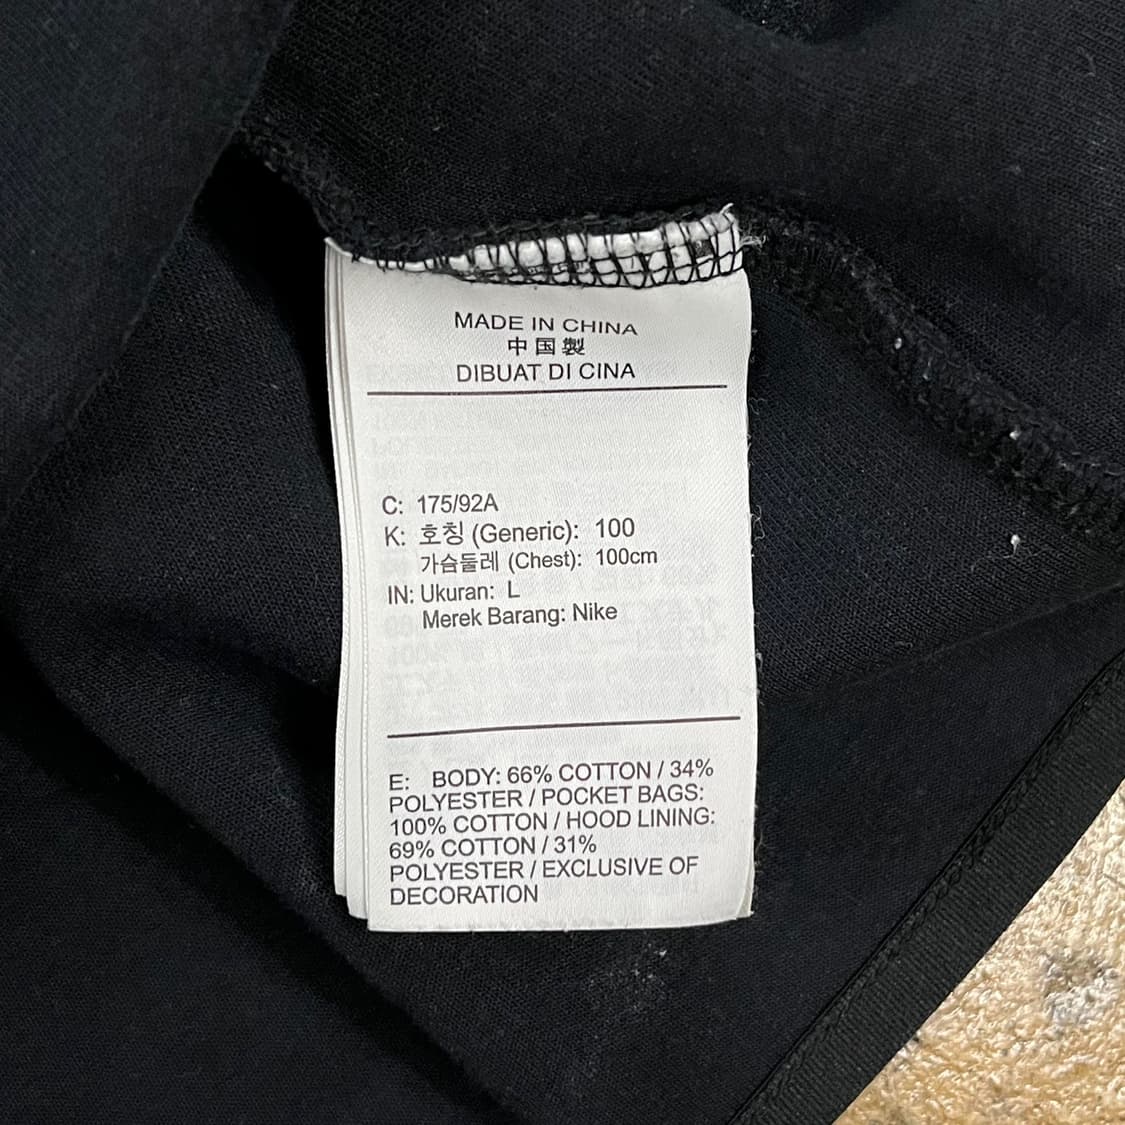 MADE IN CHINA
中国製
DIBUAT DI CINA
C: 175/92A
K: 호칭 (Generic): 100
가슴둘레 (Chest): 100cm
IN: Ukuran: L
Merek Barang: Nike
E: BODY: 66% COTTON / 34%
POLYESTER / POCKET BAGS:
100% COTTON / HOOD LINING:
69% COTTON / 31%
POLYESTER / EXCLUSIVE OF
DECORATION